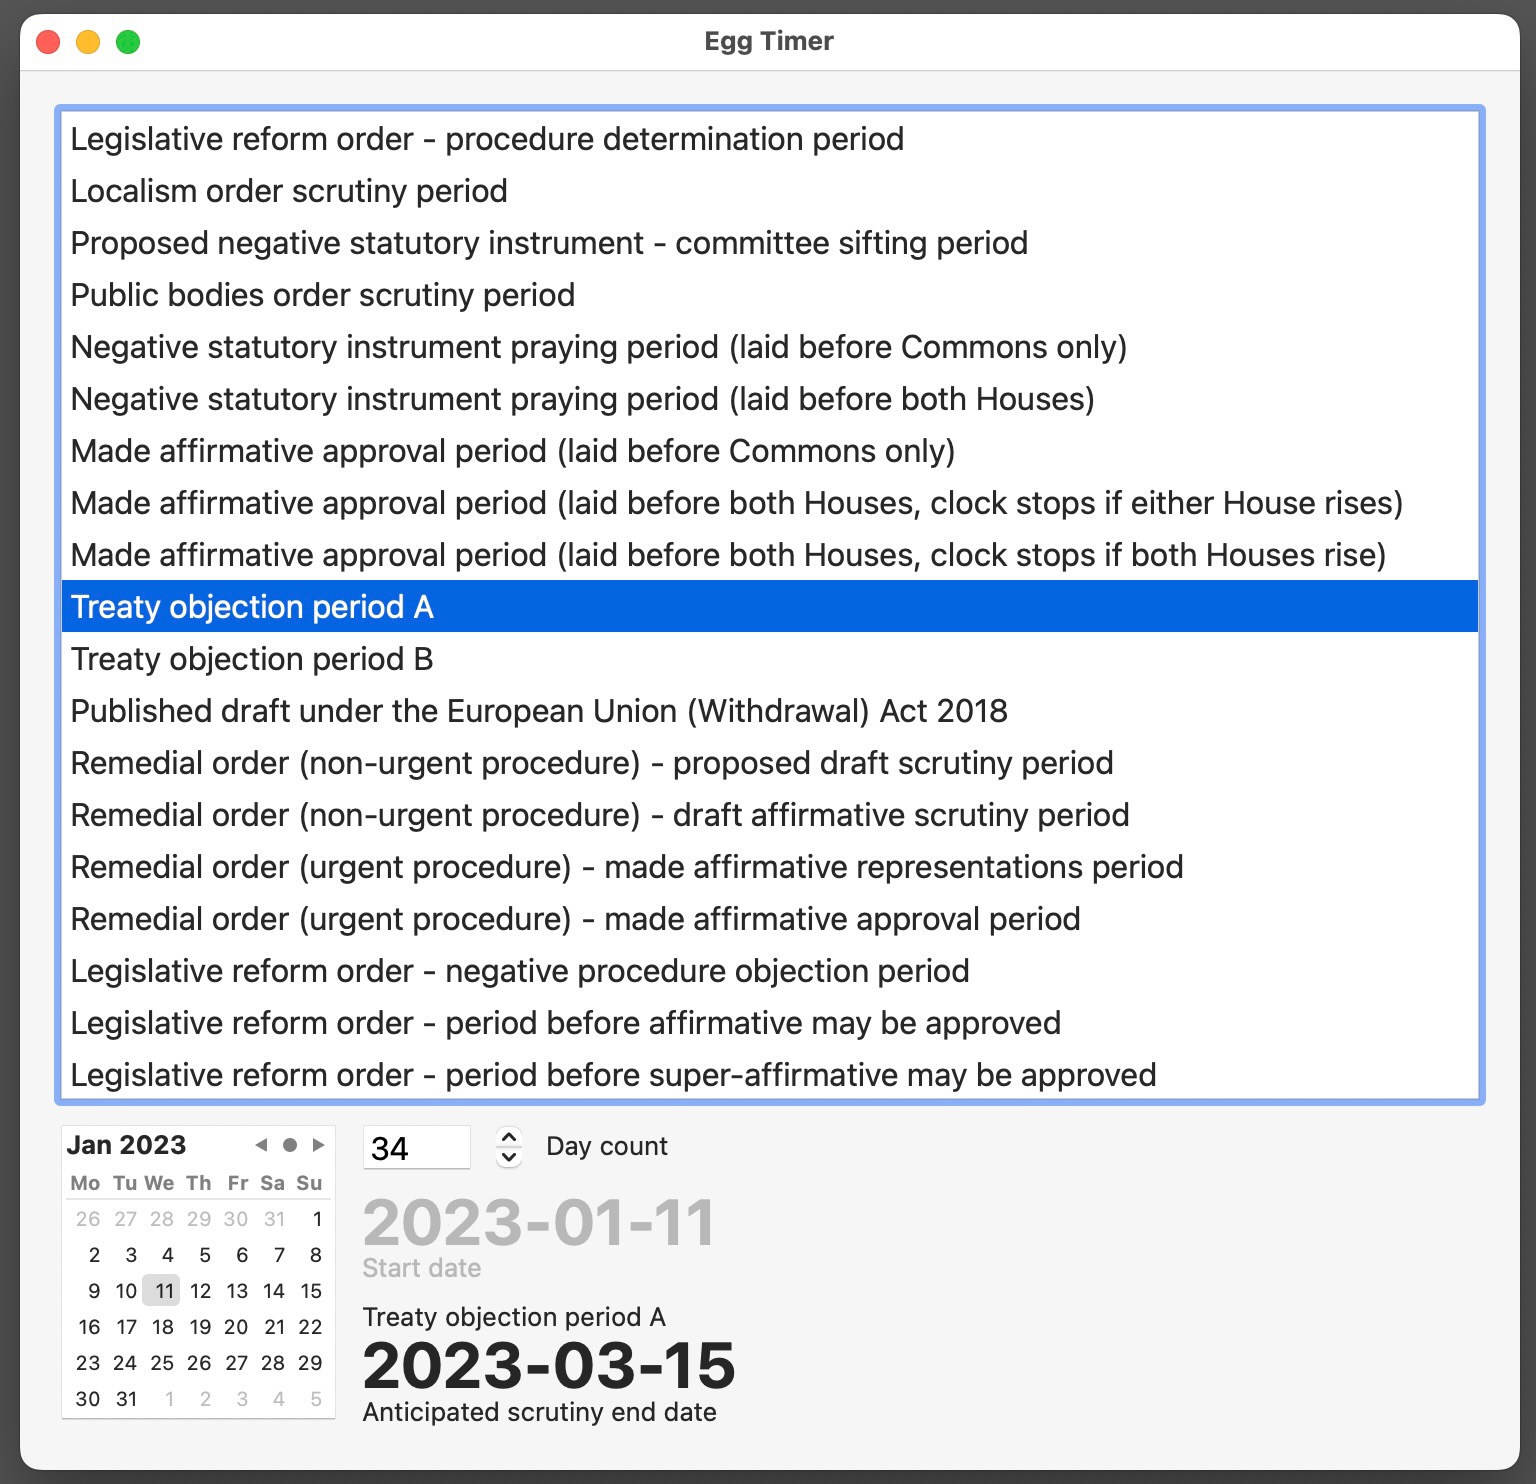 Egg Timer
Legislative reform order - procedure determination period
Localism order scrutiny period
Proposed negative statutory instrument - committee sifting period
Public bodies order scrutiny period
Negative statutory instrument praying period (laid before Commons only)
Negative statutory instrument praying period (laid before both Houses)
Made affirmative approval period (laid before Commons only)
Made affirmative approval period (laid before both Houses, clock stops if either House rises)
Made affirmative approval period (laid before both Houses, clock stops if both Houses rise)
Treaty objection period A
Treaty objection period B
Published draft under the European Union (Withdrawal) Act 2018
Remedial order (non-urgent procedure) - proposed draft scrutiny period
Remedial order (non-urgent procedure) - draft affirmative scrutiny period
Remedial order (urgent procedure) - made affirmative representations period
Remedial order (urgent procedure) - made affirmative approval period
Legislative reform order - negative procedure objection period
Legislative reform order - period before affirmative may be approved
Legislative reform order - period before super-affirmative may be approved
Jan 2023
Mo Tu We Th Fr Sa Su
26 27 28 29 30 31 1
2 3 4 5 6 7 8
9 10 11 12 13 14 15
16 17 18 19 20 21 22
23 24 25 26 27 28 29
30 31 1 2 3 4 5
34 Day count
2023-01-11
Start date
Treaty objection period A
2023-03-15
Anticipated scrutiny end date